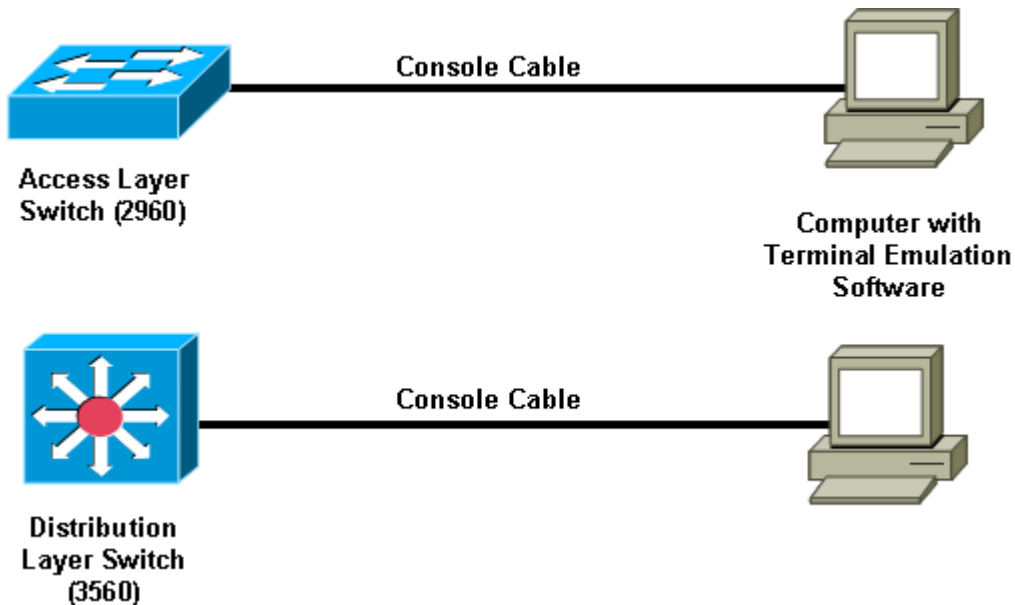 Console Cable
Access Layer
Switch (2960)
Computer with
Terminal Emulation
Software
Console Cable
Distribution
Layer Switch
(3560)